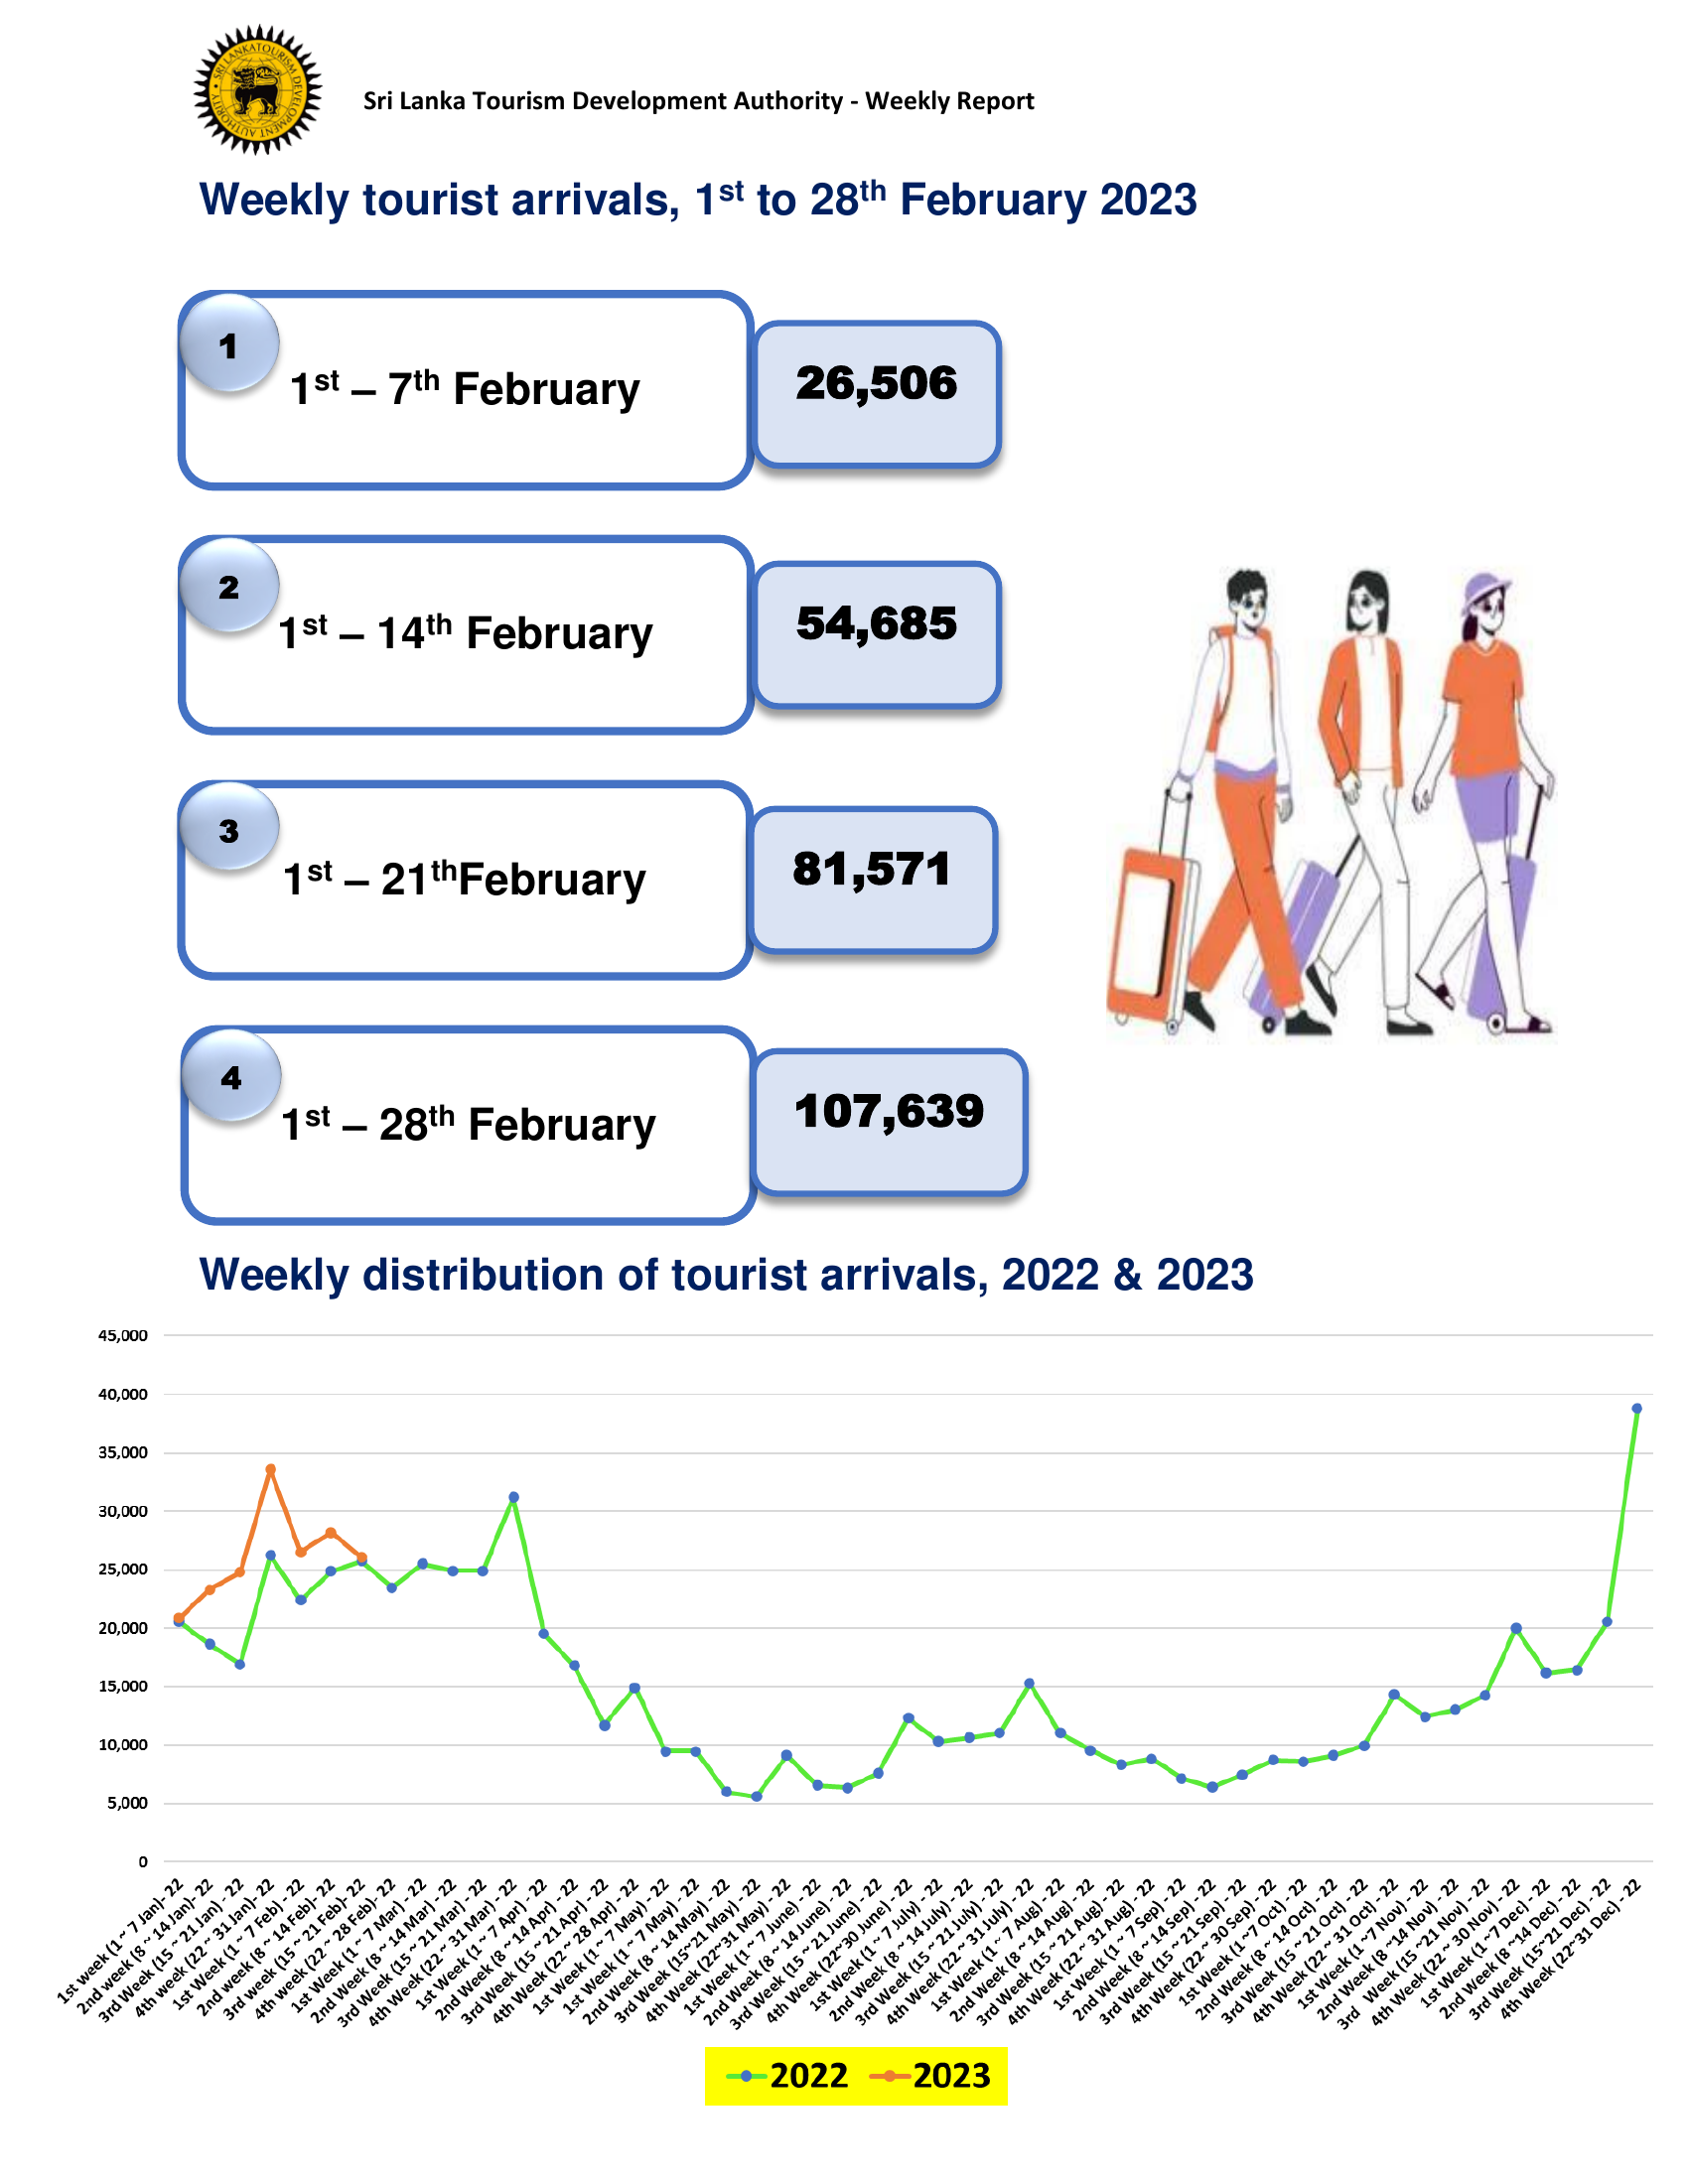 SRI LANKA TOURISM DEVELOPMENT AUTHORITY
Sri Lanka Tourism Development Authority - Weekly Report
Weekly tourist arrivals, 1st to 28th February 2023
1
1st – 7th February
26,506
2
1st – 14th February
54,685
3
1st – 21thFebruary
81,571
4
1st – 28th February
107,639
Weekly distribution of tourist arrivals, 2022 & 2023
45,000
40,000
35,000
30,000
25,000
20,000
15,000
10,000
5,000
0
1st week (1 ~ 7 Jan)- 22
2nd week (8 ~ 14 Jan)- 22
3rd Week (15 ~ 21 Jan) - 22
4th week (22 ~ 31 Jan)- 22
1st Week (1 ~ 7 Feb) - 22
2nd week (8 ~ 14 Feb)- 22
3rd week (15 ~ 21 Feb)- 22
4th week (22 ~ 28 Feb)- 22
1st Week (1 ~ 7 Mar) - 22
2nd Week (8 ~ 14 Mar) - 22
3rd Week (15 ~ 21 Mar) - 22
4th Week (22 ~ 31 Mar) - 22
1st Week (1 ~ 7 Apr) - 22
2nd Week (8 ~ 14 Apr) - 22
3rd Week (15 ~ 21 Apr) - 22
4th Week (22 ~ 28 Apr) - 22
1st Week (1 ~ 7 May) - 22
1st Week (1 ~ 7 May) - 22
2nd Week (8 ~ 14 May) - 22
3rd Week (15~21 May) - 22
4th Week (22~31 May) - 22
1st Week (1 ~ 7 June) - 22
2nd Week (8 ~ 14 June) - 22
3rd Week (15 ~ 21 June) - 22
4th Week (22~30 June) - 22
1st Week (1 ~ 7 July) - 22
2nd Week (8 ~ 14 July) - 22
3rd Week (15 ~ 21 July) - 22
4th Week (22 ~ 31 July) - 22
1st Week (1 ~ 7 Aug) - 22
2nd Week (8 ~ 14 Aug) - 22
3rd Week (15 ~ 21 Aug) - 22
4th Week (22 ~ 31 Aug) - 22
1st Week (1 ~ 7 Sep) - 22
2nd Week (8 ~ 14 Sep) - 22
3rd Week (15 ~ 21 Sep) - 22
4th Week (22 ~ 30 Sep) - 22
1st Week (1 ~7 Oct) - 22
2nd Week (8 ~ 14 Oct) - 22
3rd Week (15 ~ 21 Oct) - 22
4th Week (22 ~ 31 Oct) - 22
1st Week (1 ~7 Nov) - 22
2nd Week (8 ~14 Nov) - 22
3rd  Week (15 ~21 Nov) - 22
4th Week (22 ~ 30 Nov) - 22
1st Week (1 ~ 7 Dec) - 22
2nd Week (8 ~14 Dec) - 22
3rd Week (15~21 Dec) - 22
4th Week (22~31 Dec) - 22
2022
2023